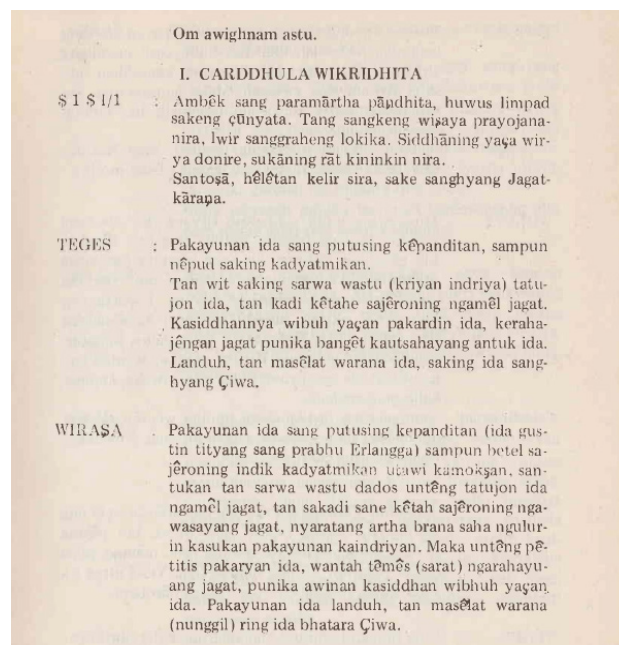 Om awighnam astu.
I. CARDDHULA WIKRIDHITA
$ 1 $ 1/1 : Ambêk sang paramārtha pāṇdhita, huwus limpad
sakeng çūnyata. Tang sangkeng wiṣaya prayojana-
nira, lwir sanggraheng lokika. Siddhāning yaça wir-
ya donire, sukāning rāt kininkin nira.
Santoṣā, hêlêtan kelir sira, sake sanghyang Jagat-
kāraṇa.
TEGES : Pakayunan ida sang putusing kêpanditan, sampun
nêpud saking kadyatmikan.
Tan wit saking sarwa wastu (kriyan indriya) tatu-
jon ida, tan kadi kêtahe sajêroning ngamêl jagat.
Kasiddhannya wibuh yaçan pakardin ida, keraha-
jêngan jagat punika bangêt kautsahayang antuk ida.
Landuh, tan masêlat warana ida, saking ida sang-
hyang Çiwa.
WIRAṢA . Pakayunan ida sang putusing kepanditan (ida gus-
tin tityang sang prabhu Erlangga) sampun betel sa-
jêroning indik kadyatmikan utawi kamokṣan, san-
tukan tan sarwa wastu dados untêng tatujon ida
ngamêl jagat, tan sakadi sane kêtah sajêroning nga-
wasayang jagat, nyaratang artha brana saha ngulur-
in kasukan pakayunan kaindriyan. Maka untêng pê-
titis pakaryan ida, wantah têmês (sarat) ngarahayu-
ang jagat, punika awinan kasiddhan wibhuh yaçan
ida. Pakayunan ida landuh, tan masêlat warana
(nunggil) ring ida bhatara Çiwa.